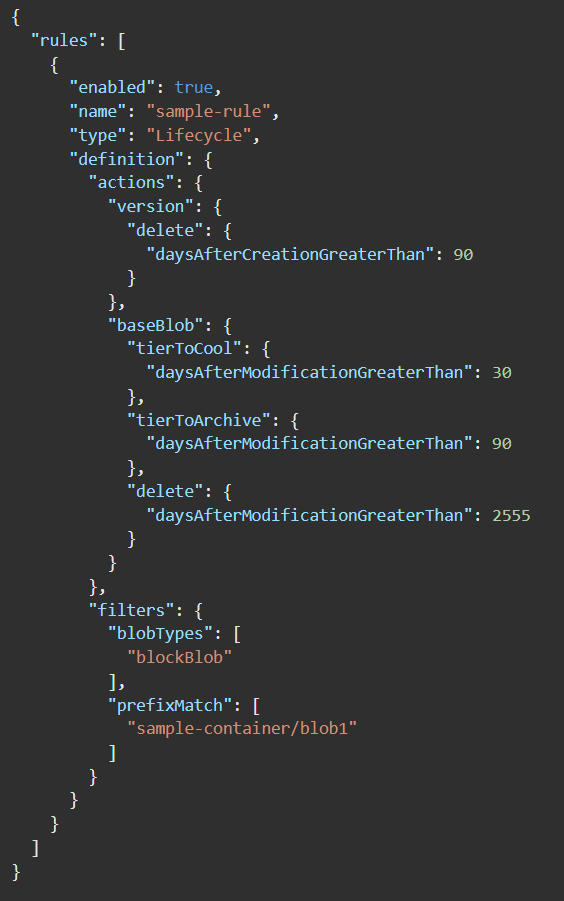 {
  "rules": [
    {
      "enabled": true,
      "name": "sample-rule",
      "type": "Lifecycle",
      "definition": {
        "actions": {
          "version": {
            "delete": {
              "daysAfterCreationGreaterThan": 90
            }
          },
          "baseBlob": {
            "tierToCool": {
              "daysAfterModificationGreaterThan": 30
            },
            "tierToArchive": {
              "daysAfterModificationGreaterThan": 90
            },
            "delete": {
              "daysAfterModificationGreaterThan": 2555
            }
          }
        },
        "filters": {
          "blobTypes": [
            "blockBlob"
          ],
          "prefixMatch": [
            "sample-container/blob1"
          ]
        }
      }
    }
  ]
}